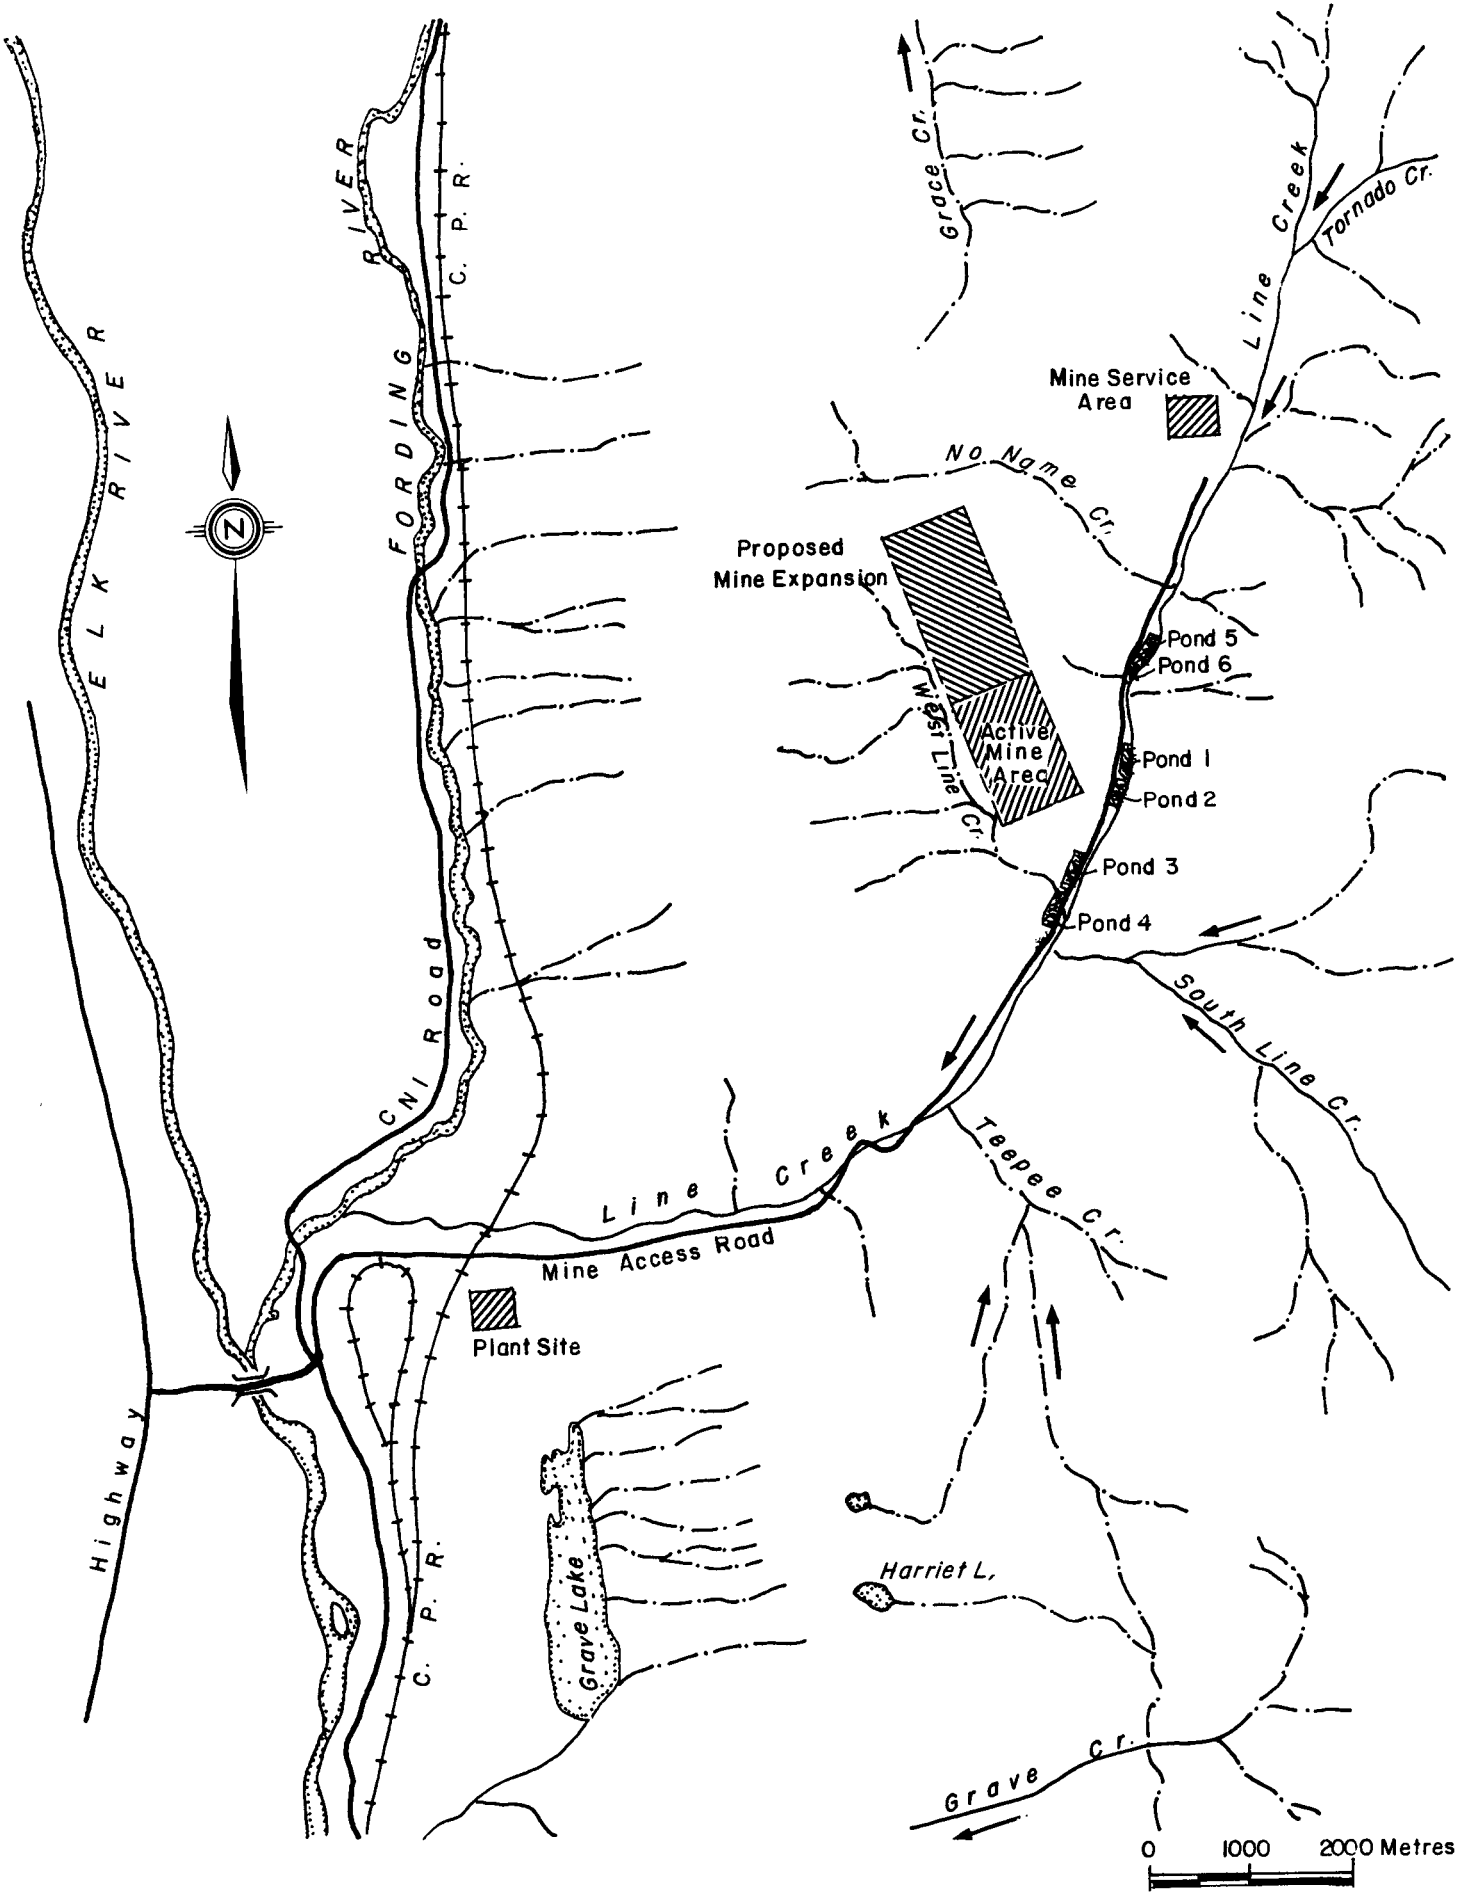 Grace Cr.
Line Creek
Tornado Cr.
RIVER
C. P. R.
ELK RIVER
FORDING
Mine Service
Area
No Name Cr.
N
Proposed
Mine Expansion
Pond 5
Pond 6
West Line Cr.
Active
Mine
Area
Pond 1
Pond 2
Pond 3
Pond 4
South Line Cr.
CNI Road
Teepee Cr.
Line Creek
Mine Access Road
Plant Site
Highway
C. P. R.
Grave Lake
Harriet L.
Grave Cr.
0 1000 2000 Metres